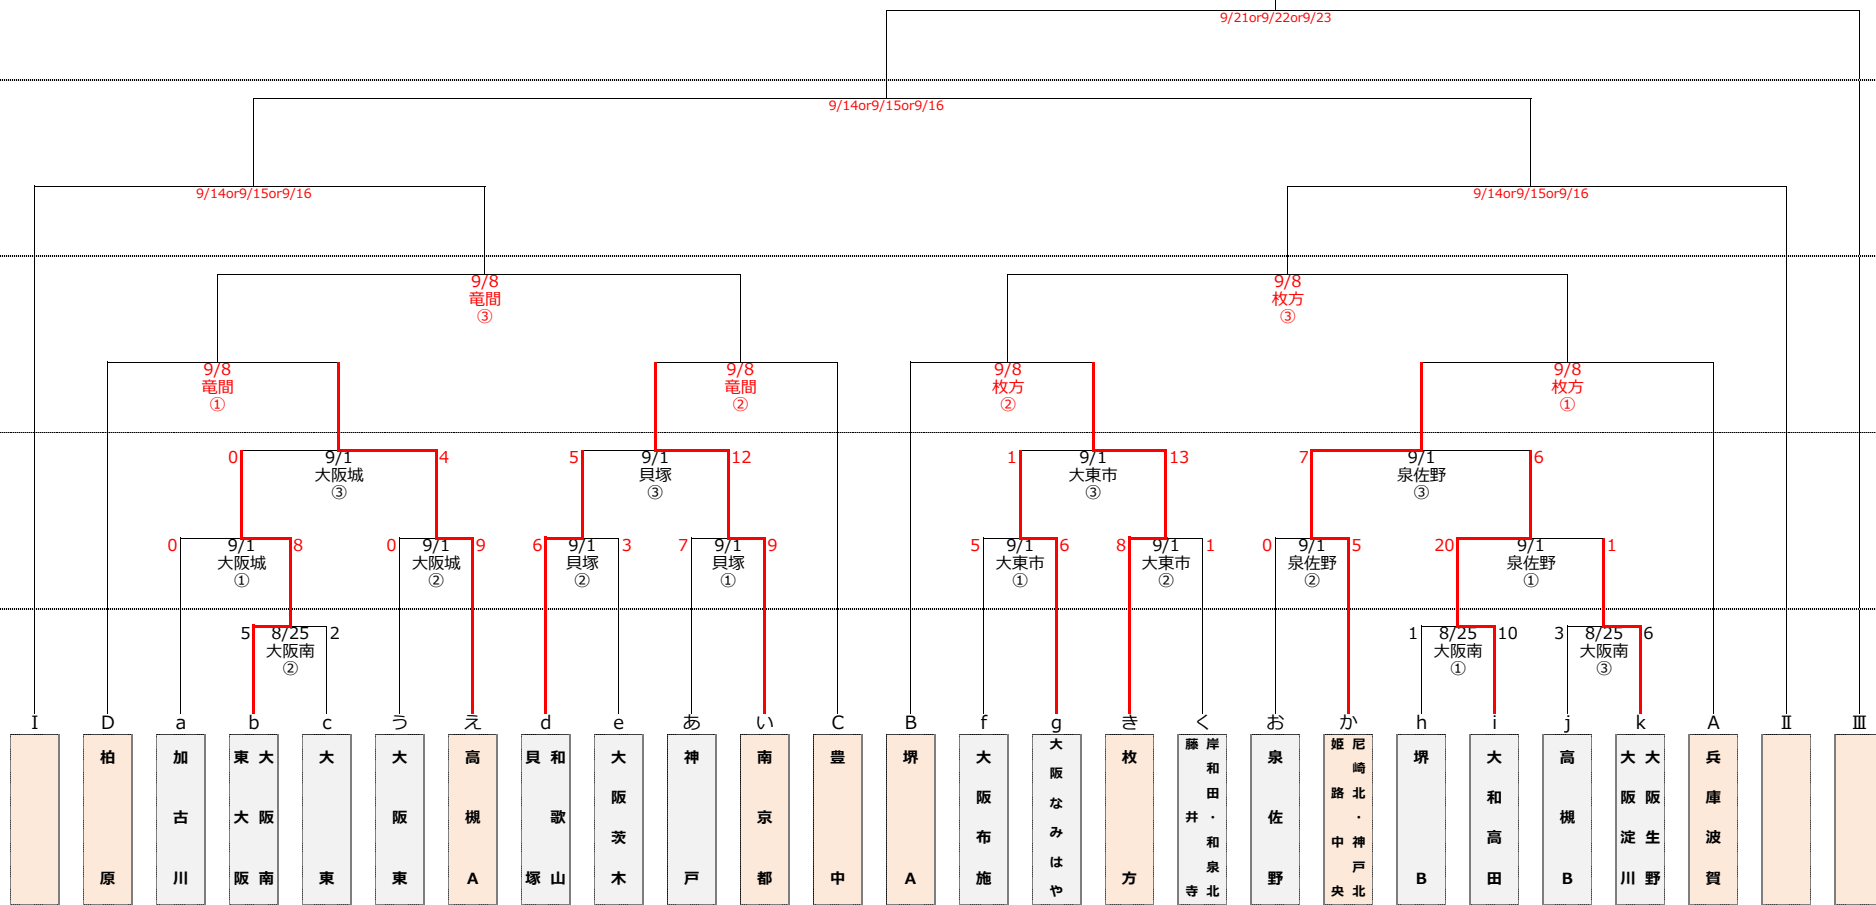 9/21or9/22or9/23
9/14or9/15or9/16
9/14or9/15or9/16
9/14or9/15or9/16
9/8
竜間
③
9/8
枚方
③
9/8
竜間
①
9/8
竜間
②
9/8
枚方
②
9/8
枚方
①
0 9/1 4
大阪城
③
5 9/1 12
貝塚
③
1 9/1 13
大東市
③
7 9/1 6
泉佐野
③
0 9/1 8
大阪城
①
0 9/1 9
大阪城
②
6 9/1 3
貝塚
②
7 9/1 9
貝塚
①
5 9/1 6
大東市
①
8 9/1 1
大東市
②
0 9/1 5
泉佐野
②
20 9/1 1
泉佐野
①
5 8/25 2
大阪南
②
1 8/25 10
大阪南
①
3 8/25 6
大阪南
③
I D a b c う え d e あ い C B f g き く お か h i j k A Ⅱ Ⅲ
柏原
加古川
大阪南
東大阪
大東
大阪東
高槻A
和歌山
貝塚
大阪茨木
神戸
南京都
豊中
堺A
大阪布施
大阪なみはや
枚方
岸和田・和泉北
藤井寺
泉佐野
尼崎北・神戸北
姫路中央
堺B
大和高田
高槻B
大阪生野
大阪淀川
兵庫波賀